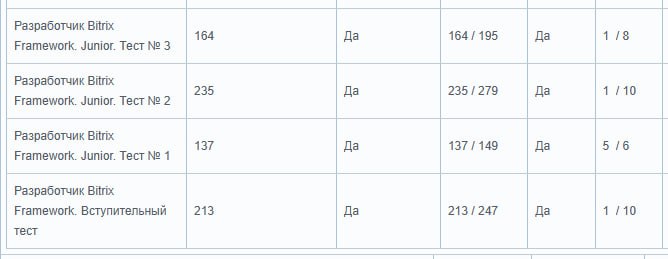 Разработчик Bitrix
Framework. Junior. Тест № 3
164
Да
164 / 195
Да
1 / 8
Разработчик Bitrix
Framework. Junior. Тест № 2
235
Да
235 / 279
Да
1 / 10
Разработчик Bitrix
Framework. Junior. Тест № 1
137
Да
137 / 149
Да
5 / 6
Разработчик Bitrix
Framework. Вступительный
тест
213
Да
213 / 247
Да
1 / 10